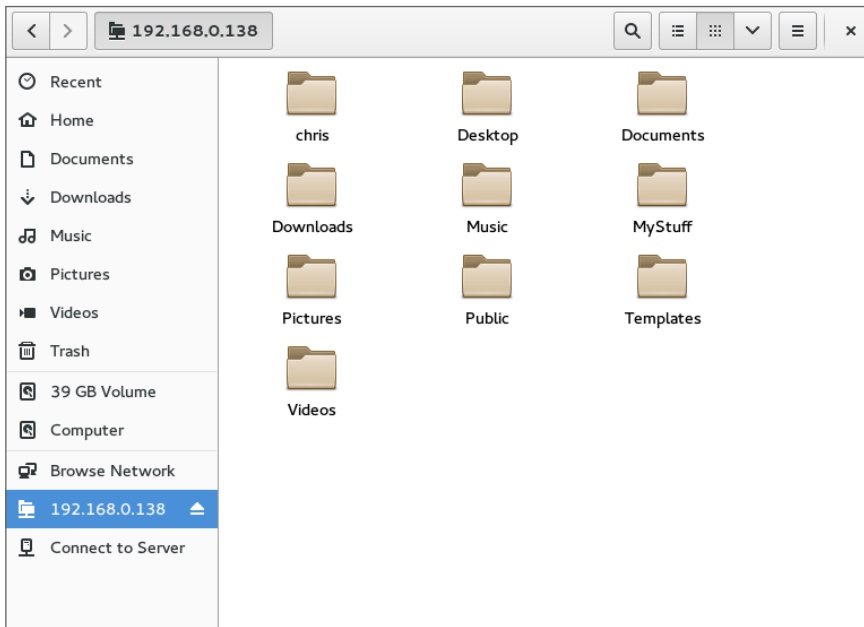 192.168.0.138
Recent
Home
Documents
Downloads
Music
Pictures
Videos
Trash
39 GB Volume
Computer
Browse Network
192.168.0.138
Connect to Server
chris Desktop Documents
Downloads Music MyStuff
Pictures Public Templates
Videos